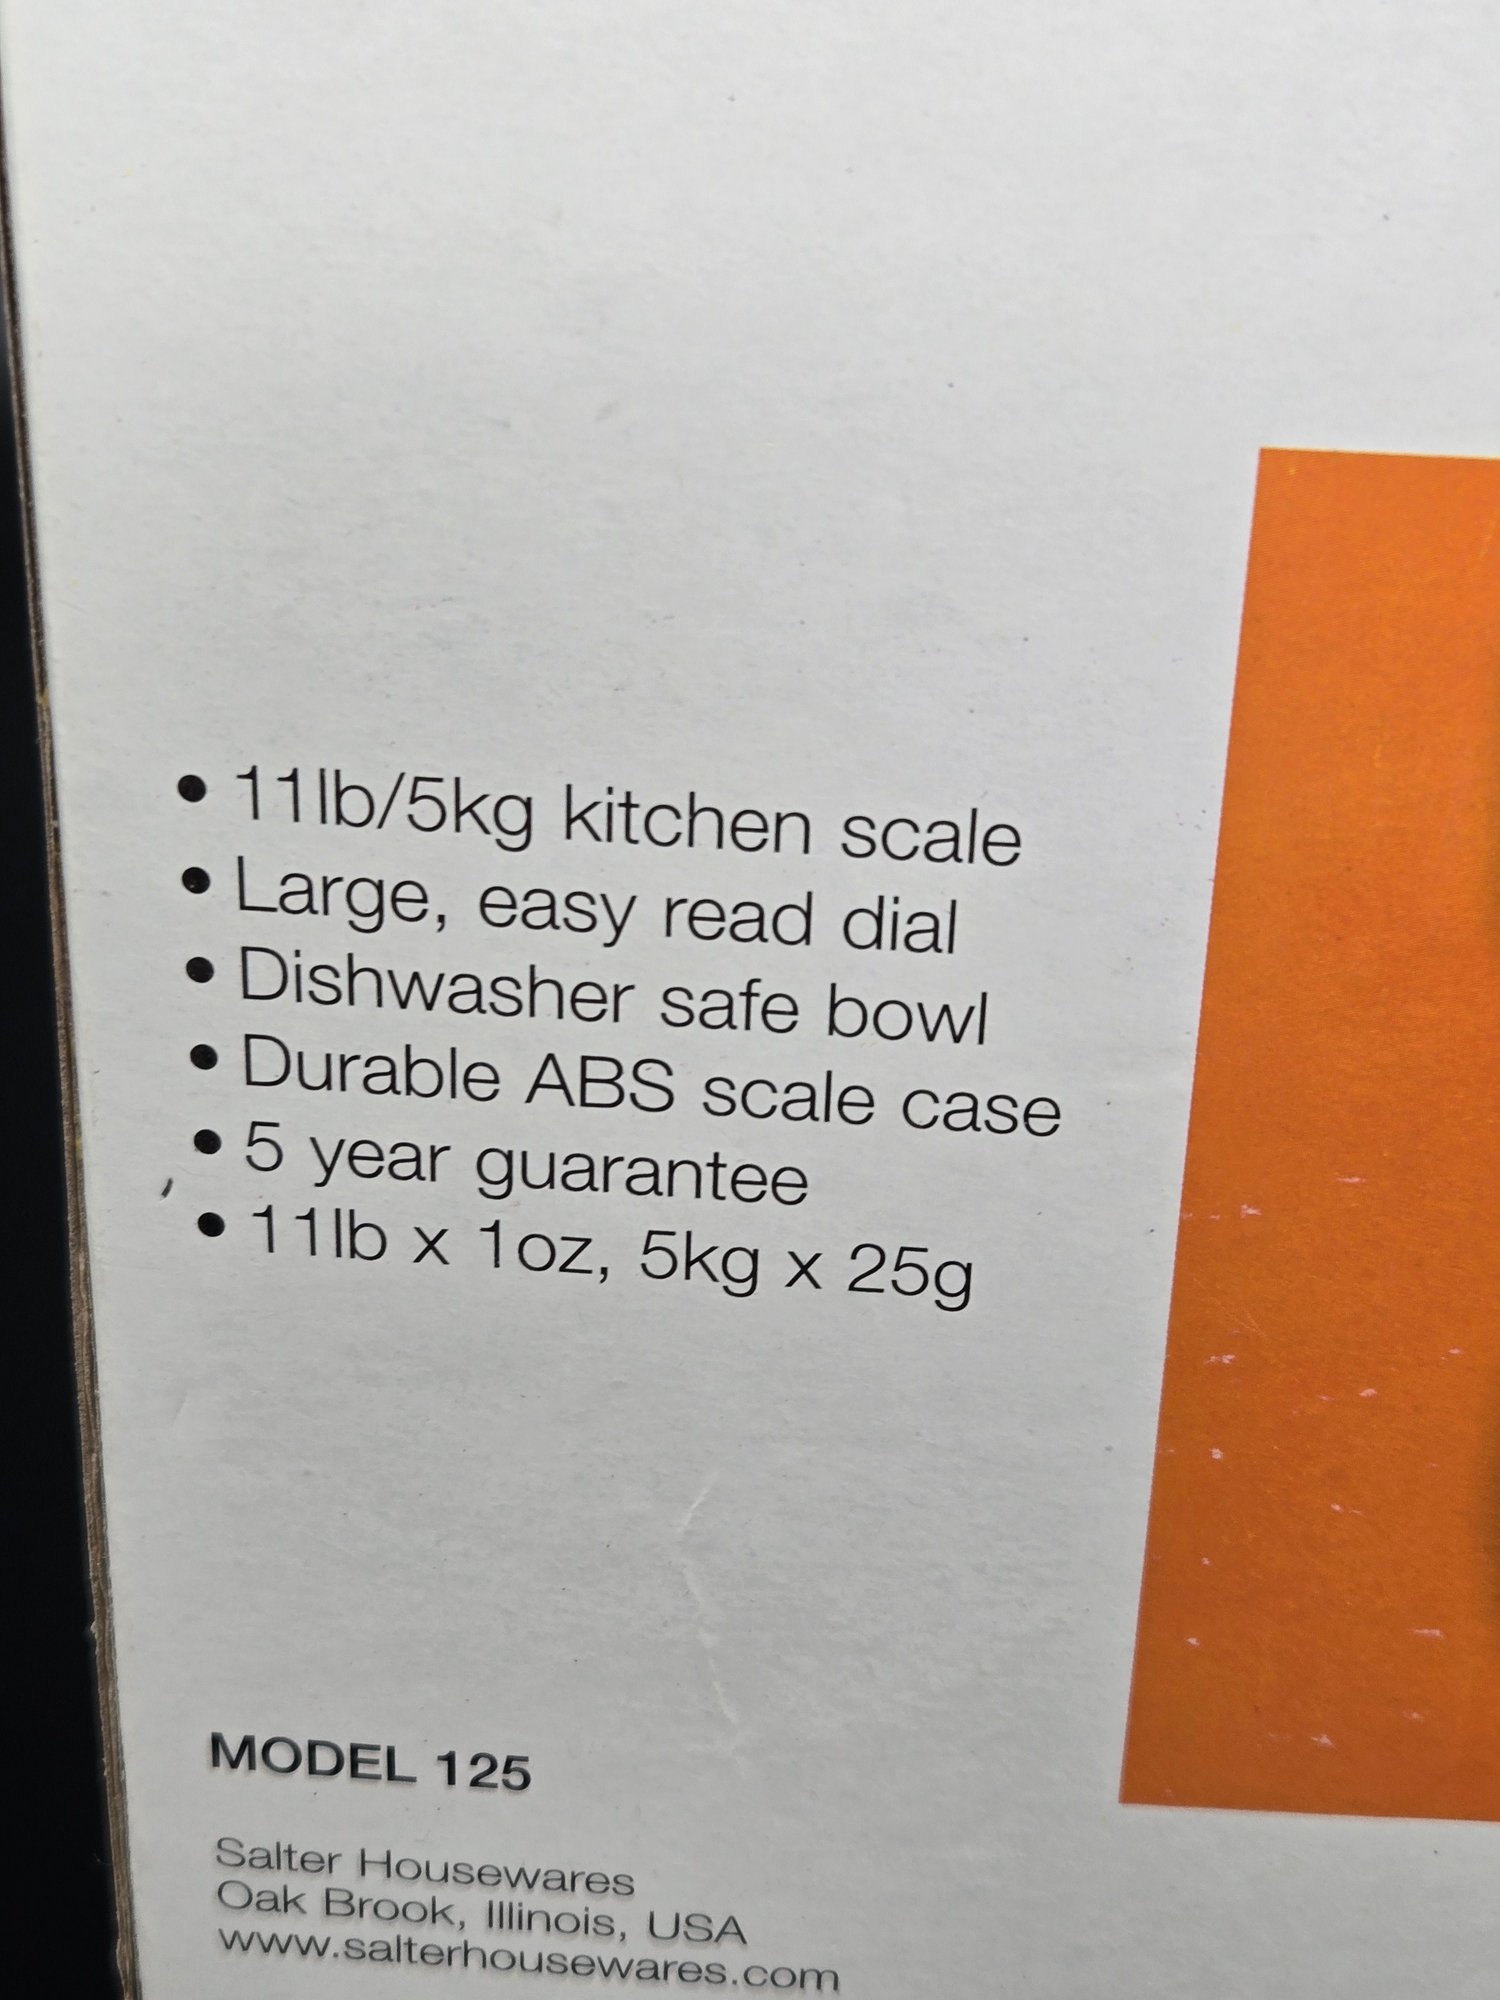 • 11lb/5kg kitchen scale
• Large, easy read dial
• Dishwasher safe bowl
• Durable ABS scale case
• 5 year guarantee
• 11lb x 1oz, 5kg x 25g
MODEL 125
Salter Housewares
Oak Brook, Illinois, USA
www.salterhousewares.com